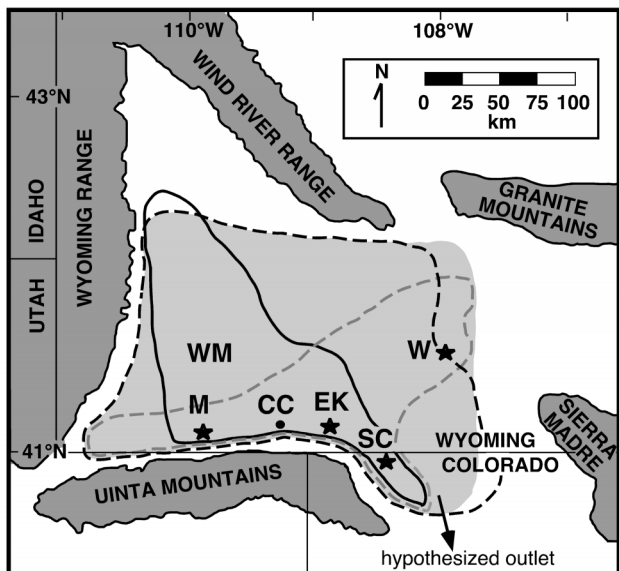 110°W
108°W
N
0 25 50 75 100
km
43°N
WIND RIVER RANGE
GRANITE
MOUNTAINS
IDAHO
UTAH
WYOMING RANGE
WM
W
M
CC
EK
SC
41°N
WYOMING
COLORADO
SIERRA
MADRE
UINTA MOUNTAINS
hypothesized outlet